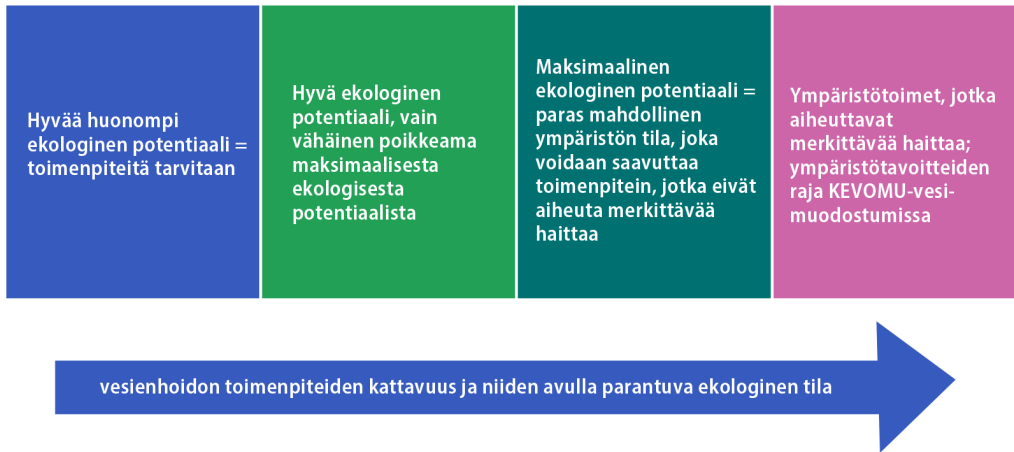 Hyvää huonompi
ekologinen potentiaali =
toimenpiteitä tarvitaan
Hyvä ekologinen
potentiaali, vain
vähäinen poikkeama
maksimaalisesta
ekologisesta
potentiaalista
Maksimaalinen
ekologinen potentiaali =
paras mahdollinen
ympäristön tila, joka
voidaan saavuttaa
toimenpitein, jotka eivät
aiheuta merkittävää
haittaa
Ympäristötoimet, jotka
aiheuttavat
merkittävää haittaa;
ympäristötavoitteiden
raja KEVOMU-vesi-
muodostumissa
vesienhoidon toimenpiteiden kattavuus ja niiden avulla parantuva ekologinen tila